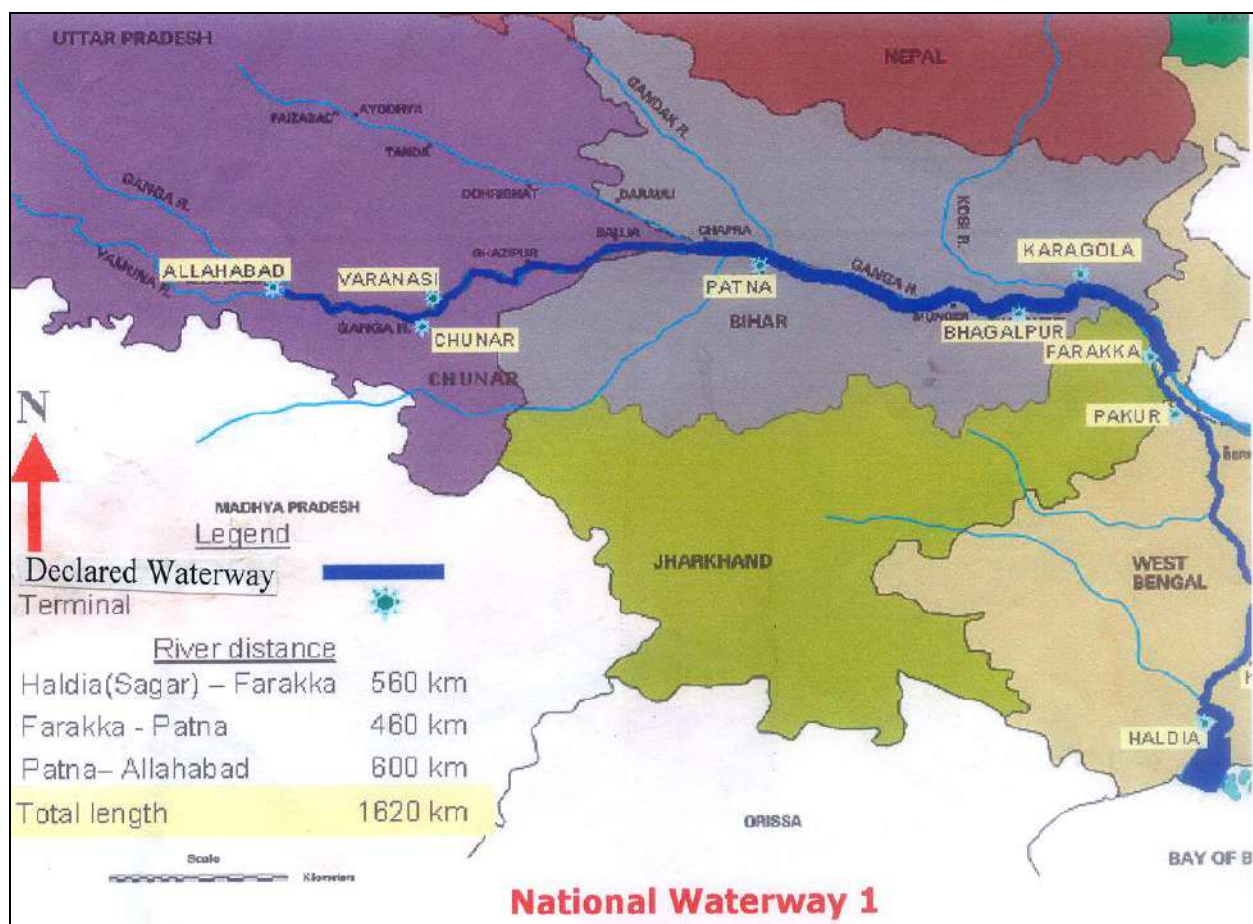 UTTAR PRADESH
NEPAL
GANDAK R.
AYODHYA
FAIZABAD
TANDA
GANGA R.
DOHRIGHAT
DARAULI
KOSI R.
BALLIA
CHAPRA
GHAZIPUR
KARAGOLA
YAMUNA R.
ALLAHABAD
VARANASI
PATNA
GANGA R.
MUNGER
GANGA R.
CHUNAR
BIHAR
BHAGALPUR
FARAKKA
CHUNAR
N
PAKUR
MADHYA PRADESH
Legend
Declared Waterway
Terminal
JHARKHAND
WEST
BENGAL
River distance
Haldia(Sagar) – Farakka 560 km
Farakka - Patna 460 km
Patna– Allahabad 600 km
Total length 1620 km
HALDIA
ORISSA
Scale
Kilometers
BAY OF B
National Waterway 1